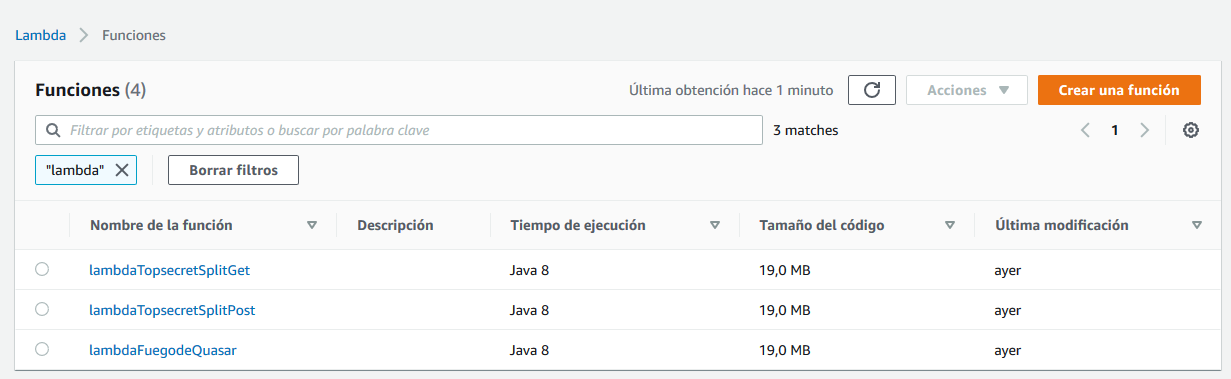 Lambda > Funciones
Funciones (4) Última obtención hace 1 minuto Acciones Crear una función
Filtrar por etiquetas y atributos o buscar por palabra clave 3 matches 1
"lambda" Borrar filtros
Nombre de la función Descripción Tiempo de ejecución Tamaño del código Última modificación
lambdaTopsecretSplitGet Java 8 19,0 MB ayer
lambdaTopsecretSplitPost Java 8 19,0 MB ayer
lambdaFuegodeQuasar Java 8 19,0 MB ayer